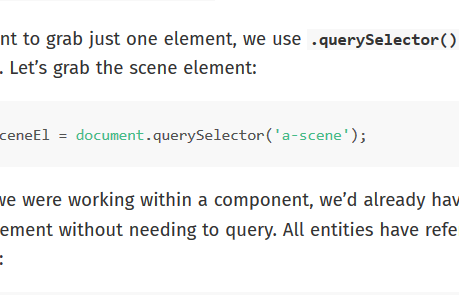 nt to grab just one element, we use .querySelector()
. Let’s grab the scene element:
ceneEl = document.querySelector('a-scene');
we were working within a component, we’d already hav
ement without needing to query. All entities have refe
: